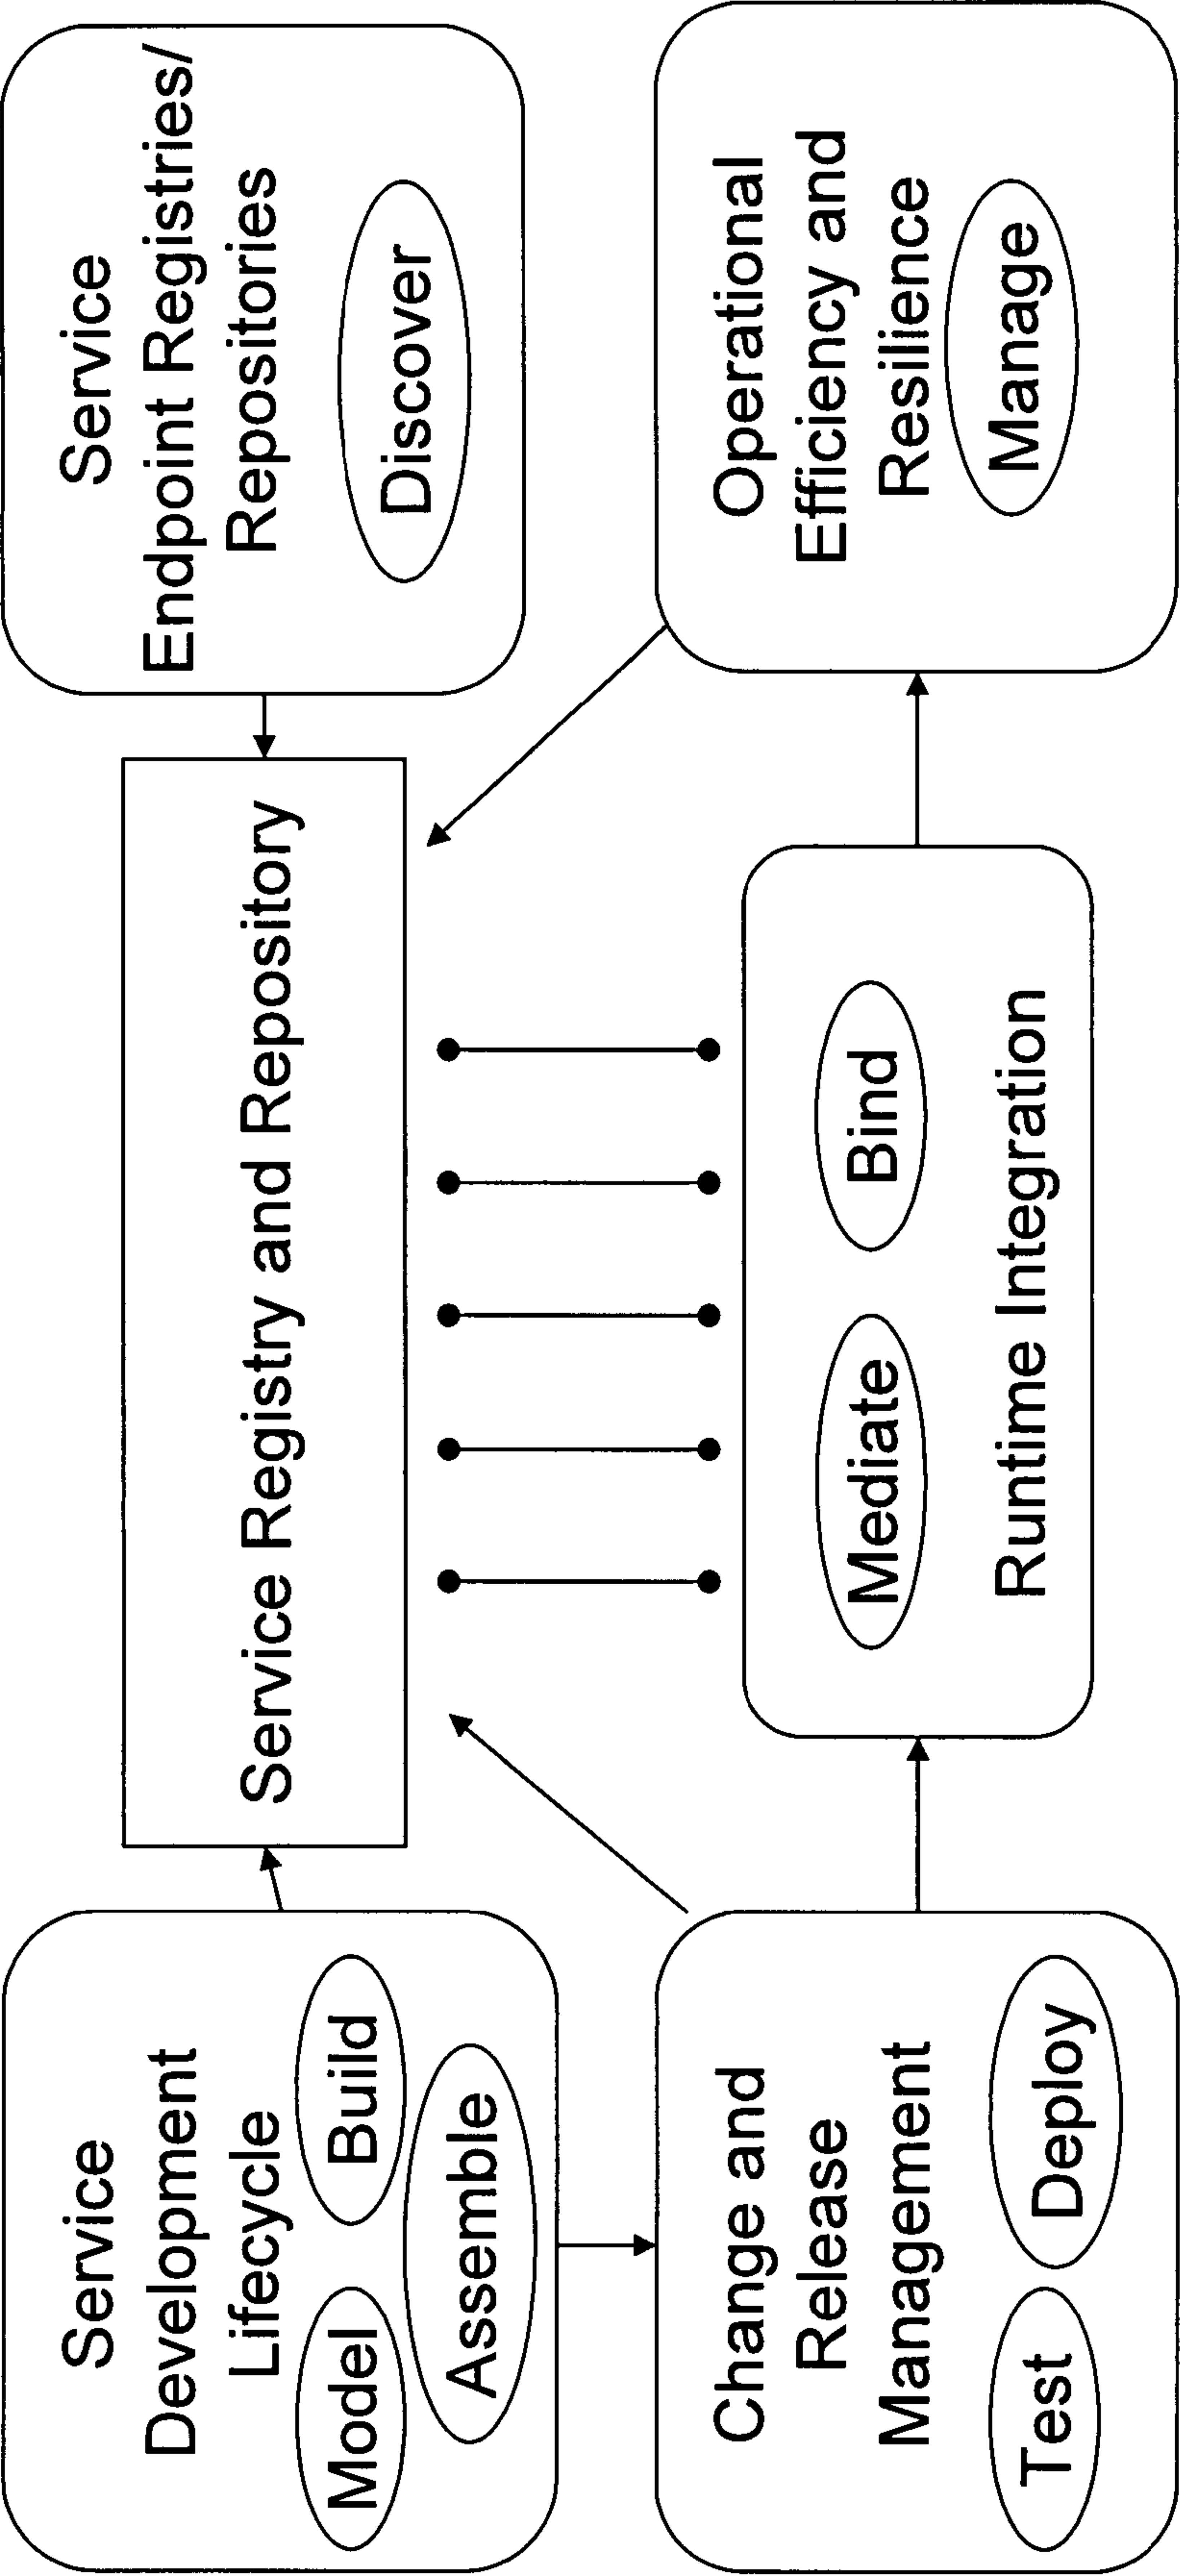 Service
Development
Lifecycle
Model
Build
Assemble
Service Registry and Repository
Service
Endpoint Registries/
Repositories
Discover
Change and
Release
Management
Test
Deploy
Mediate
Bind
Runtime Integration
Operational
Efficiency and
Resilience
Manage